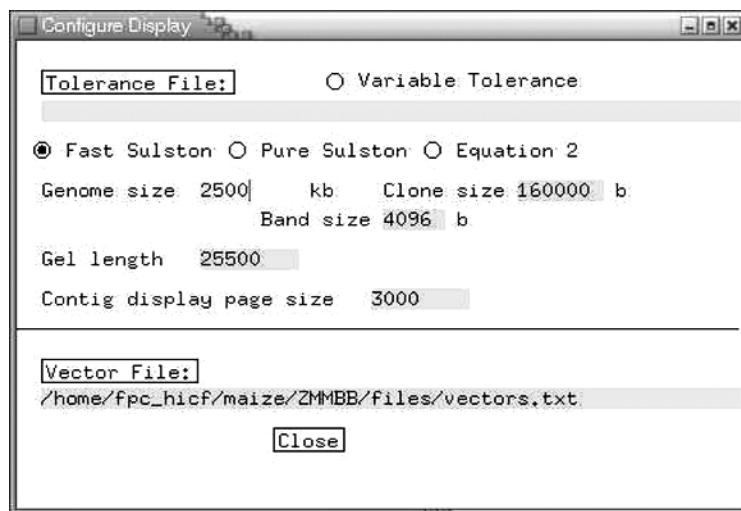 Configure Display
Tolerance File: Variable Tolerance
Fast Sulston Pure Sulston Equation 2
Genome size 2500 kb Clone size 160000 b
Band size 4096 b
Gel length 25500
Contig display page size 3000
Vector File:
/home/fpc_hicf/maize/ZMMBB/files/vectors.txt
Close